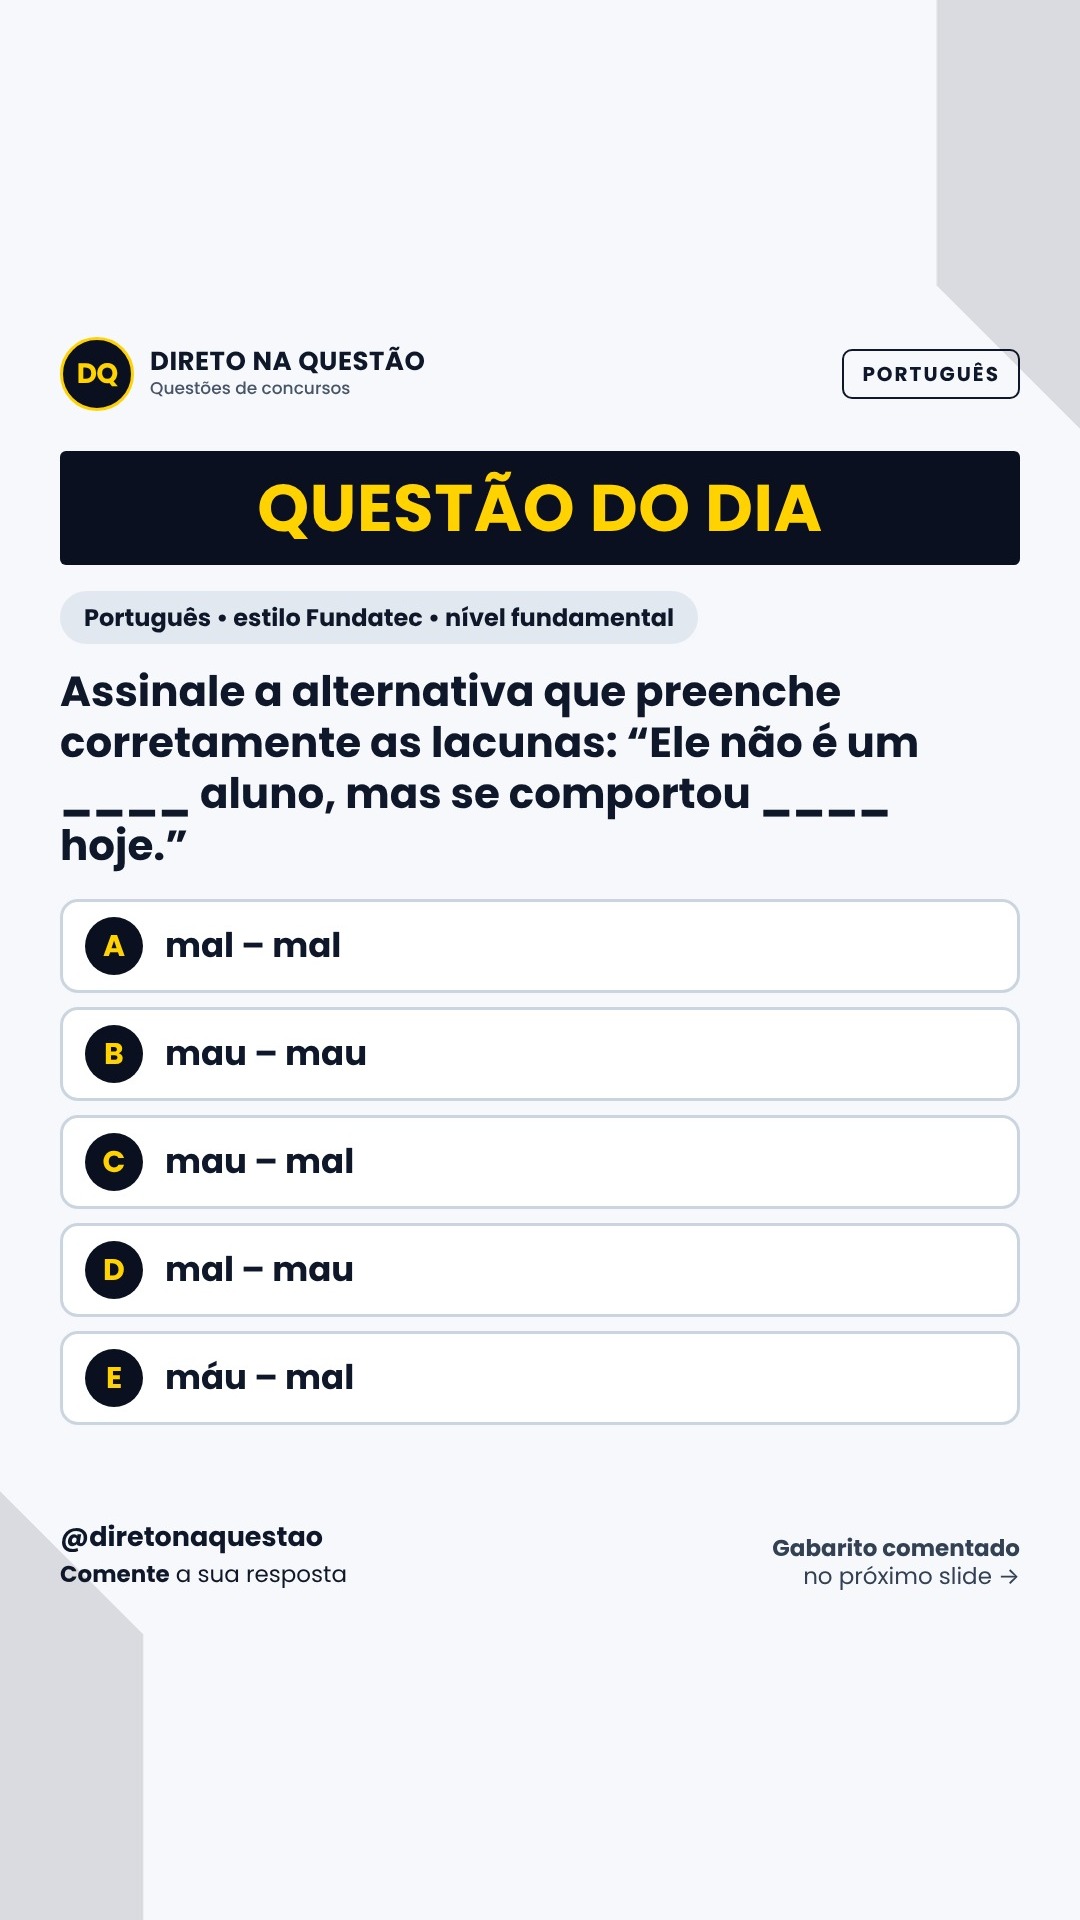 DQ
DIRETO NA QUESTÃO
Questões de concursos
PORTUGUÊS
QUESTÃO DO DIA
Português • estilo Fundatec • nível fundamental
Assinale a alternativa que preenche
corretamente as lacunas: “Ele não é um
____ aluno, mas se comportou ____
hoje.”
A mal – mal
B mau – mau
C mau – mal
D mal – mau
E máu – mal
@diretonaquestao
Comente a sua resposta
Gabarito comentado
no próximo slide →